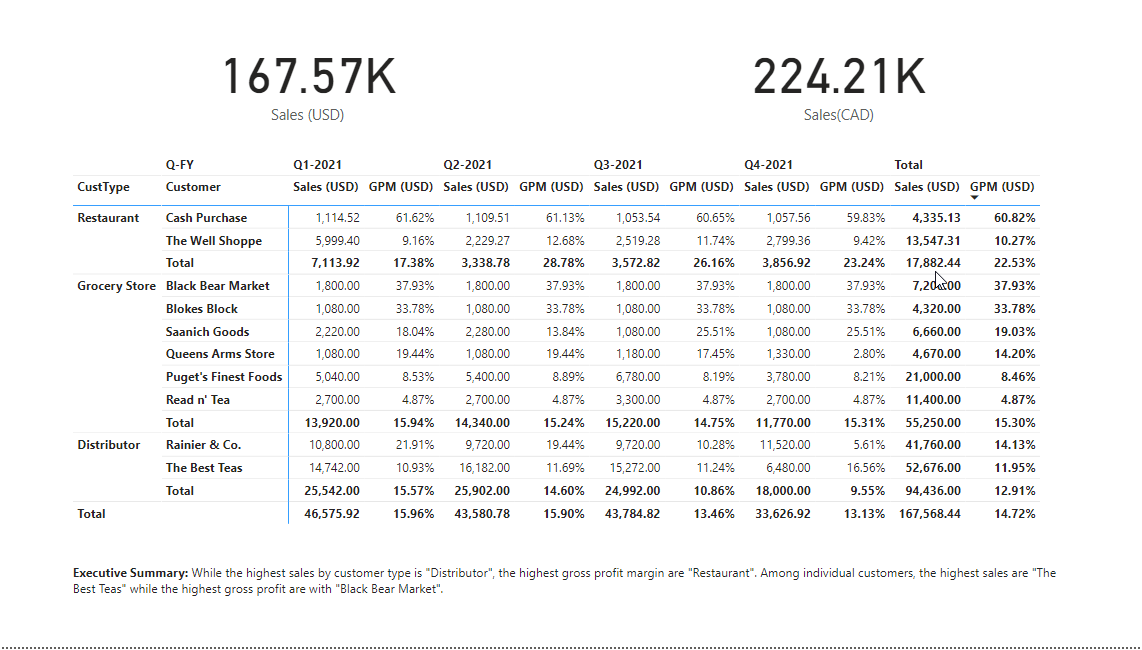 167.57K 224.21K
Sales (USD) Sales(CAD)
Q-FY Q1-2021 Q2-2021 Q3-2021 Q4-2021 Total
CustType Customer Sales (USD) GPM (USD) Sales (USD) GPM (USD) Sales (USD) GPM (USD) Sales (USD) GPM (USD) Sales (USD) GPM (USD)
Restaurant Cash Purchase 1,114.52 61.62% 1,109.51 61.13% 1,053.54 60.65% 1,057.56 59.83% 4,335.13 60.82%
The Well Shoppe 5,999.40 9.16% 2,229.27 12.68% 2,519.28 11.74% 2,799.36 9.42% 13,547.31 10.27%
Total 7,113.92 17.38% 3,338.78 28.78% 3,572.82 26.16% 3,856.92 23.24% 17,882.44 22.53%
Grocery Store Black Bear Market 1,800.00 37.93% 1,800.00 37.93% 1,800.00 37.93% 1,800.00 37.93% 7,200.00 37.93%
Blokes Block 1,080.00 33.78% 1,080.00 33.78% 1,080.00 33.78% 1,080.00 33.78% 4,320.00 33.78%
Saanich Goods 2,220.00 18.04% 2,280.00 13.84% 1,080.00 25.51% 1,080.00 25.51% 6,660.00 19.03%
Queens Arms Store 1,080.00 19.44% 1,080.00 19.44% 1,180.00 17.45% 1,330.00 2.80% 4,670.00 14.20%
Puget's Finest Foods 5,040.00 8.53% 5,400.00 8.89% 6,780.00 8.19% 3,780.00 8.21% 21,000.00 8.46%
Read n' Tea 2,700.00 4.87% 2,700.00 4.87% 3,300.00 4.87% 2,700.00 4.87% 11,400.00 4.87%
Total 13,920.00 15.94% 14,340.00 15.24% 15,220.00 14.75% 11,770.00 15.31% 55,250.00 15.30%
Distributor Rainier & Co. 10,800.00 21.91% 9,720.00 19.44% 9,720.00 10.28% 11,520.00 5.61% 41,760.00 14.13%
The Best Teas 14,742.00 10.93% 16,182.00 11.69% 15,272.00 11.24% 6,480.00 16.56% 52,676.00 11.95%
Total 25,542.00 15.57% 25,902.00 14.60% 24,992.00 10.86% 18,000.00 9.55% 94,436.00 12.91%
Total 46,575.92 15.96% 43,580.78 15.90% 43,784.82 13.46% 33,626.92 13.13% 167,568.44 14.72%
Executive Summary: While the highest sales by customer type is "Distributor", the highest gross profit margin are "Restaurant". Among individual customers, the highest sales are "The
Best Teas" while the highest gross profit are with "Black Bear Market".